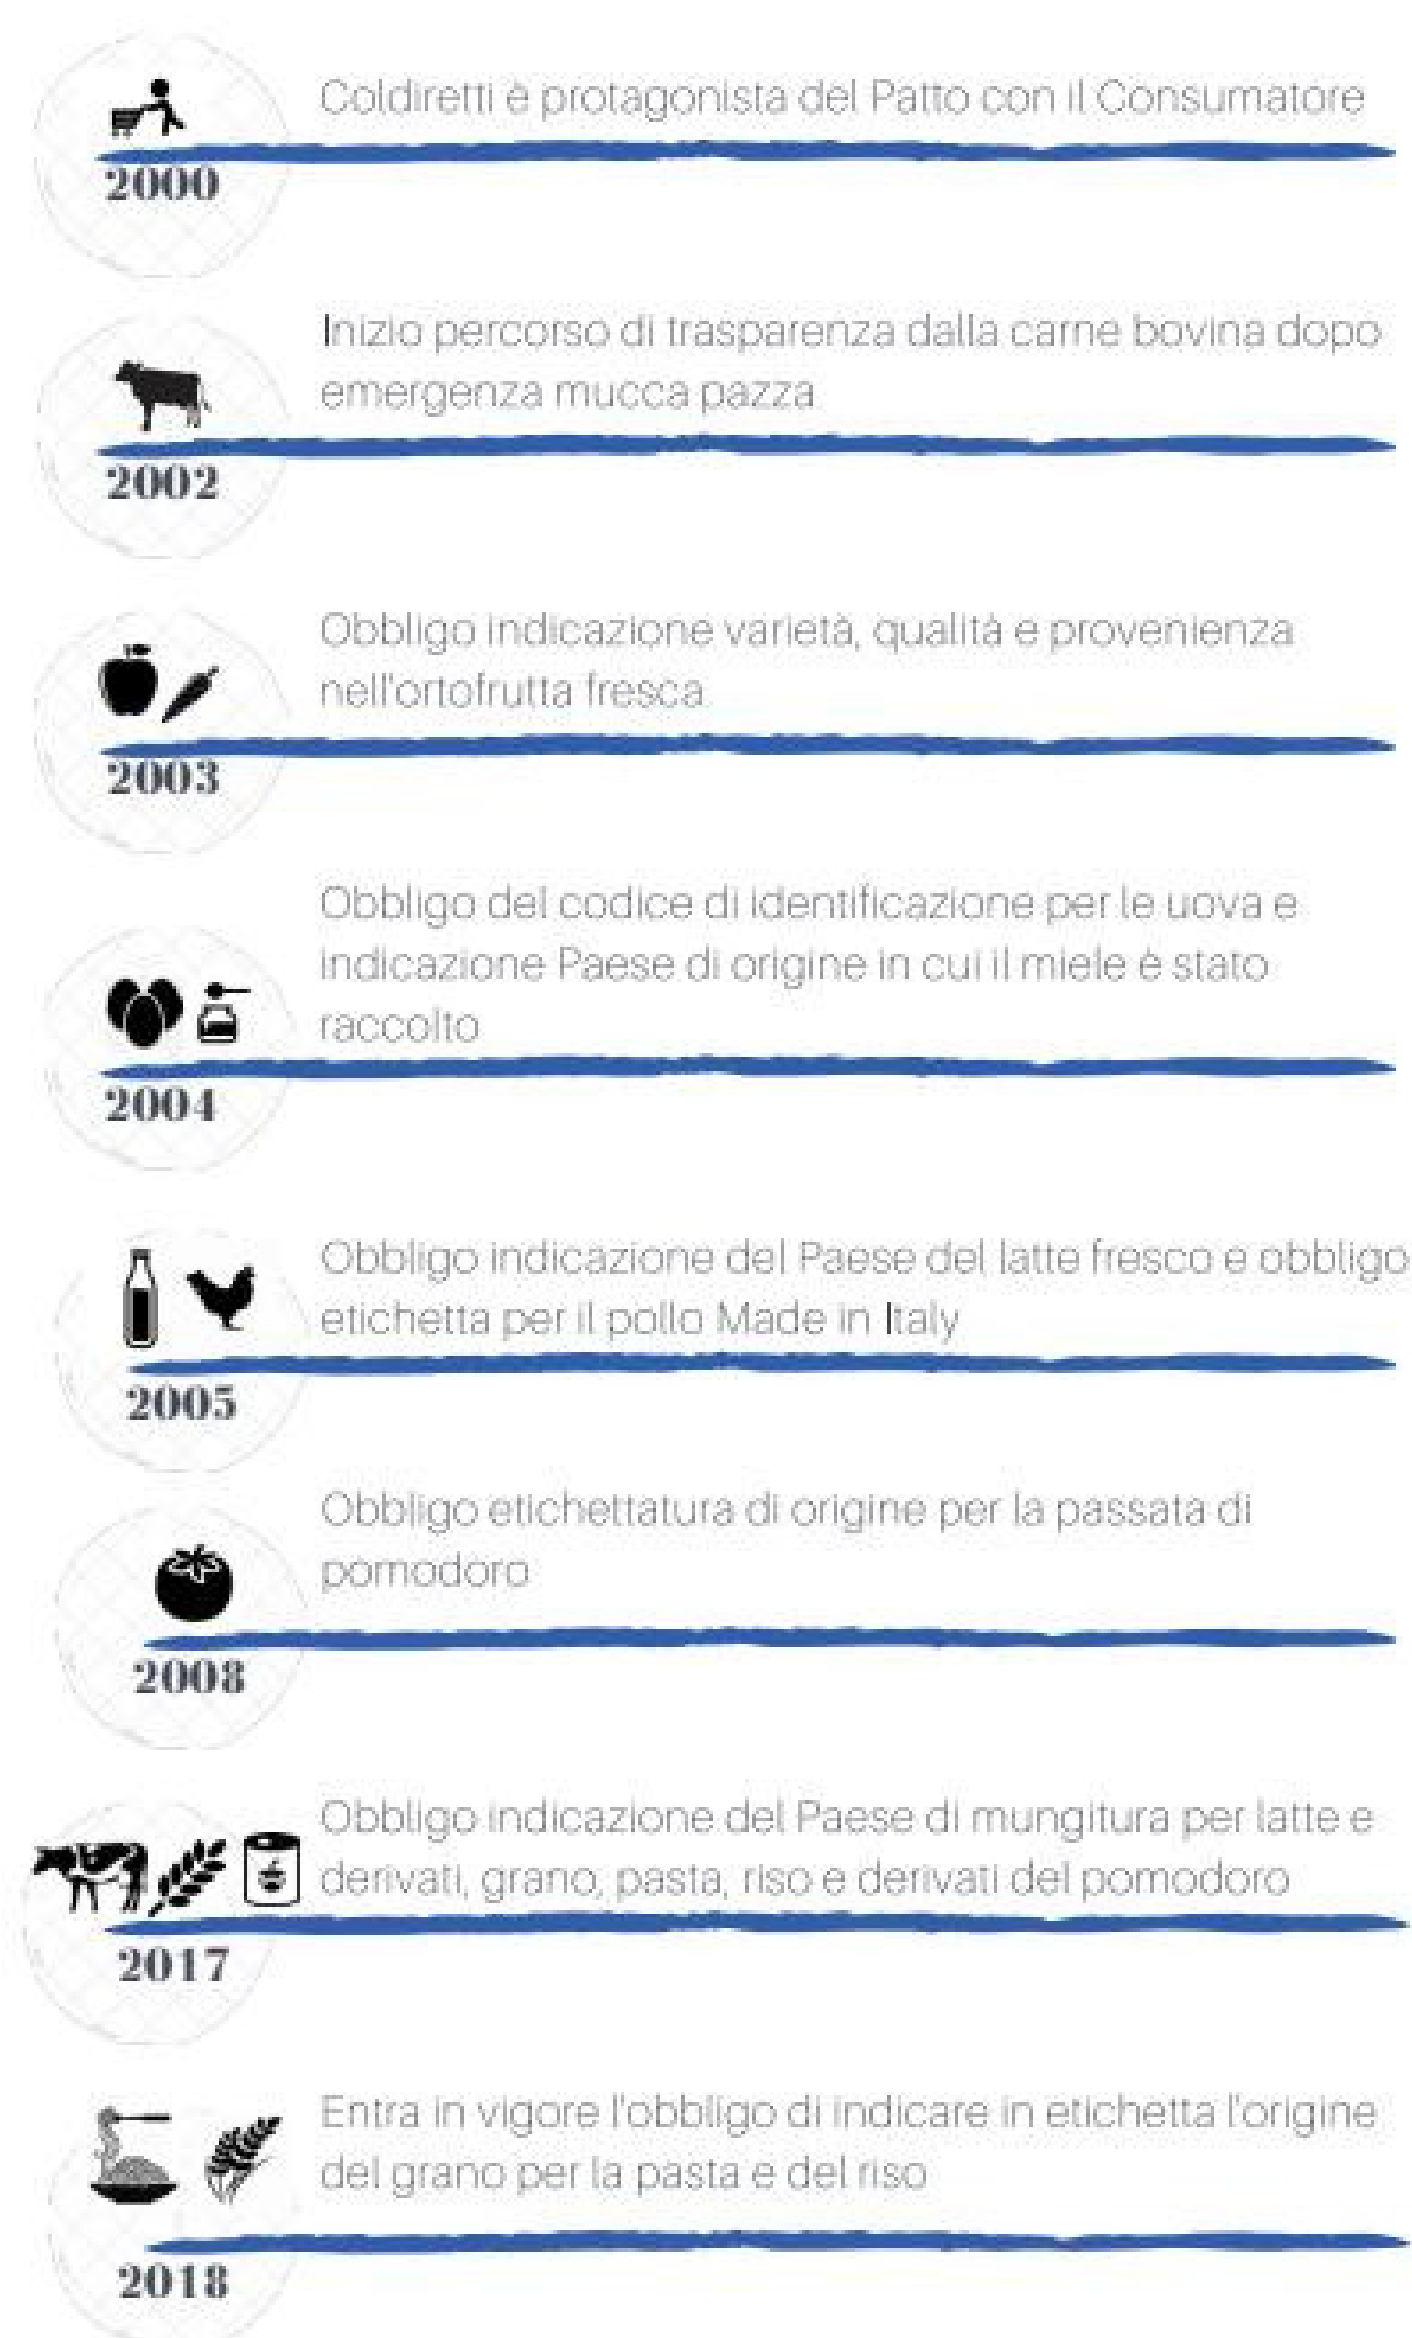 Coldiretti è protagonista del Patto con il Consumatore
2000
Inizio percorso di trasparenza dalla carne bovina dopo
emergenza mucca pazza
2002
Obbligo indicazione varietà, qualità e provenienza
nell'ortofrutta fresca
2003
Obbligo del codice di identificazione per le uova e
indicazione Paese di origine in cui il miele è stato
raccolto
2004
Obbligo indicazione del Paese del latte fresco e obbligo
etichetta per il pollo Made in Italy
2005
Obbligo etichettatura di origine per la passata di
pomodoro
2008
Obbligo indicazione del Paese di mungitura per latte e
derivati, grano, pasta, riso e derivati del pomodoro
2017
Entra in vigore l'obbligo di indicare in etichetta l'origine
del grano per la pasta e del riso
2018